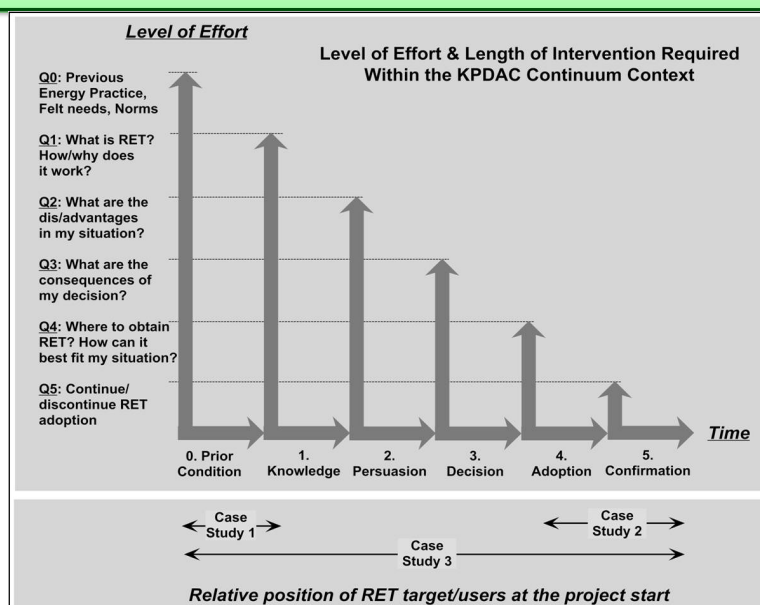 Level of Effort
Level of Effort & Length of Intervention Required
Within the KPDAC Continuum Context
Q0: Previous
Energy Practice,
Felt needs, Norms
Q1: What is RET?
How/why does
it work?
Q2: What are the
dis/advantages
in my situation?
Q3: What are the
consequences of
my decision?
Q4: Where to obtain
RET? How can it
best fit my situation?
Q5: Continue/
discontinue RET
adoption
Time
0. Prior
Condition
1.
Knowledge
2.
Persuasion
3.
Decision
4.
Adoption
5.
Confirmation
Case
Study 1
Case
Study 2
Case
Study 3
Relative position of RET target/users at the project start